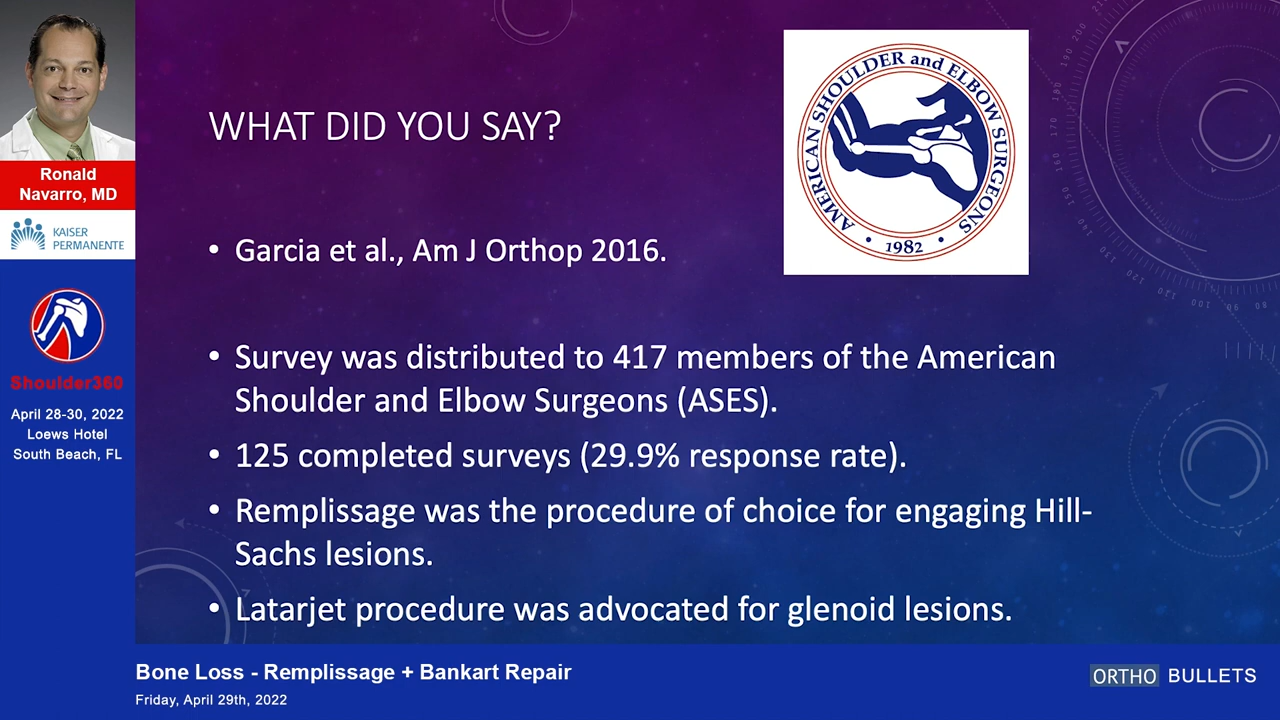 Ronald
Navarro, MD
KAISER
PERMANENTE
Shoulder360
April 28-30, 2022
Loews Hotel
South Beach, FL
WHAT DID YOU SAY?
AMERICAN SHOULDER and ELBOW SURGEONS
• 1982 •
• Garcia et al., Am J Orthop 2016.
• Survey was distributed to 417 members of the American
Shoulder and Elbow Surgeons (ASES).
• 125 completed surveys (29.9% response rate).
• Remplissage was the procedure of choice for engaging Hill-
Sachs lesions.
• Latarjet procedure was advocated for glenoid lesions.
Bone Loss - Remplissage + Bankart Repair
Friday, April 29th, 2022
ORTHO BULLETS